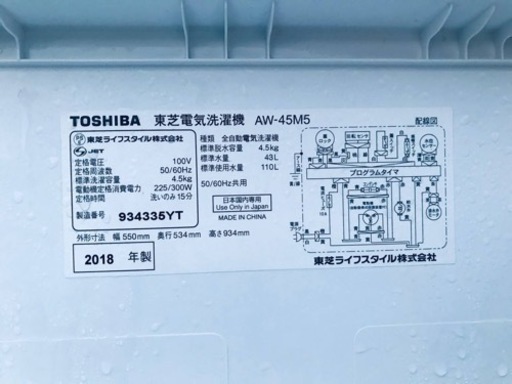 TOSHIBA 東芝電気洗濯機 AW-45M5
配線図
東芝ライフスタイル株式会社
JET
定格電圧 100V
定格周波数 50/60Hz
標準洗濯容量 4.5kg
電動機定格消費電力 225/300W
定格時間 洗いのみ15分
製造番号 934335YT
種類 全自動電気洗濯機
標準脱水容量 4.5kg
標準水量 43L
標準使用水量 110L
50/60Hz共用
日本国内専用
Use Only in Japan
MADE IN CHINA
外形寸法 幅550mm 奥行534mm 高さ934mm
2018 年製
プログラムタイマ
東芝ライフスタイル株式会社